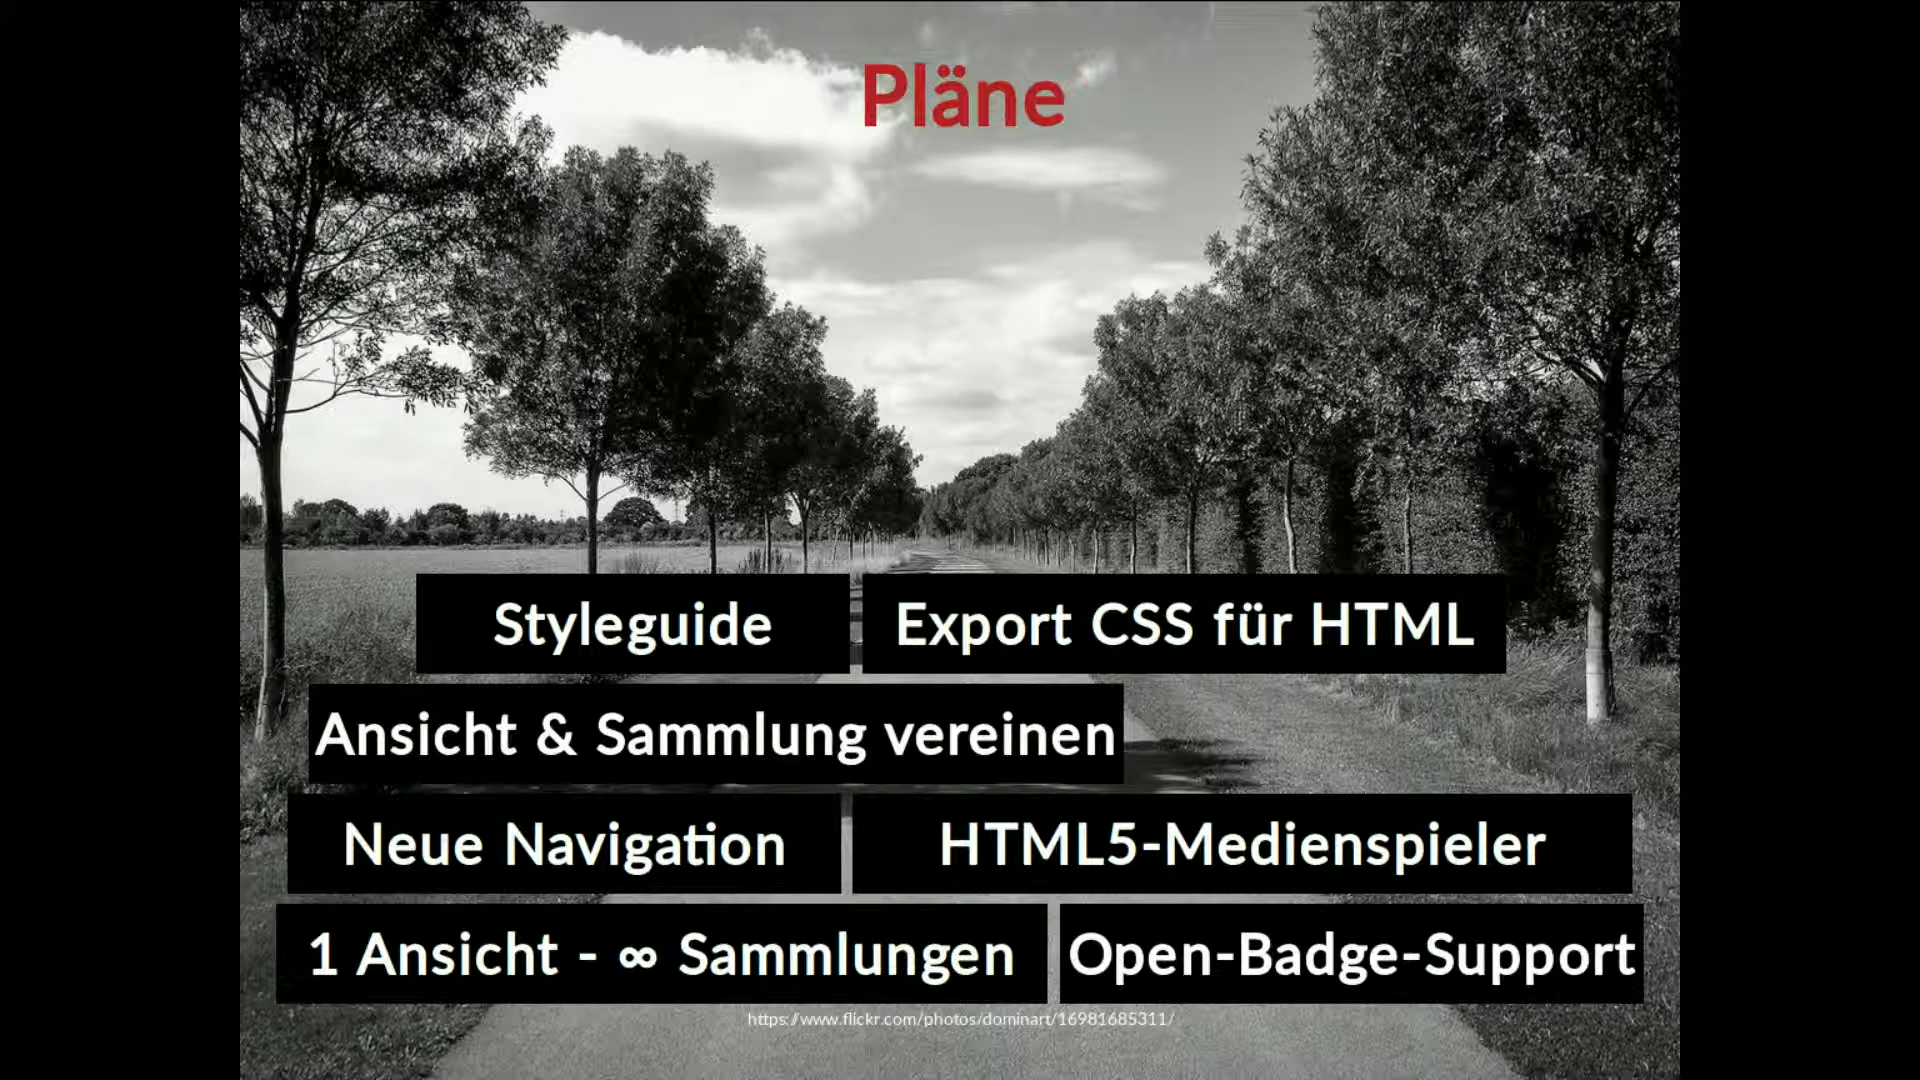 Pläne
Styleguide
Export CSS für HTML
Ansicht & Sammlung vereinen
Neue Navigation
HTML5-Medienspieler
1 Ansicht - ∞ Sammlungen
Open-Badge-Support
https://www.flickr.com/photos/dominart/16981685311/